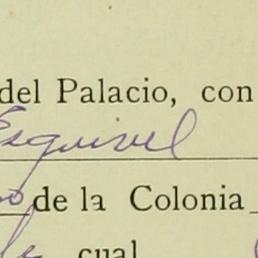 del Palacio, con
Esquivel
de la Colonia
cual